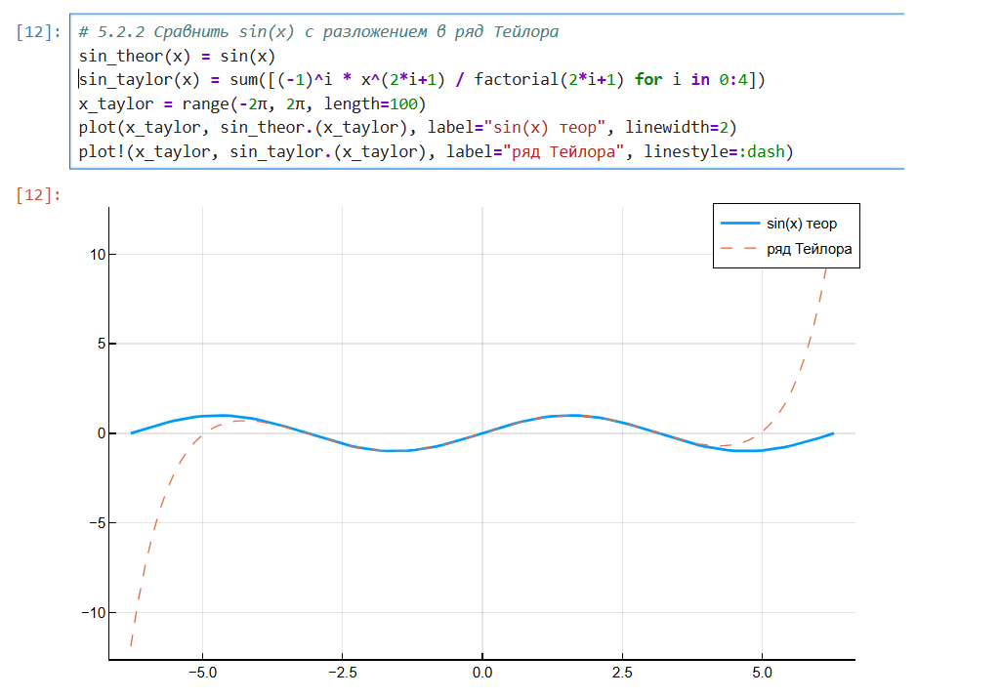 [12]:
# 5.2.2 Сравнить sin(x) с разложением в ряд Тейлора
sin_theor(x) = sin(x)
sin_taylor(x) = sum([(-1)^i * x^(2*i+1) / factorial(2*i+1) for i in 0:4])
x_taylor = range(-2π, 2π, length=100)
plot(x_taylor, sin_theor.(x_taylor), label="sin(x) теор", linewidth=2)
plot!(x_taylor, sin_taylor.(x_taylor), label="ряд Тейлора", linestyle=:dash)
[12]:
sin(x) теор
ряд Тейлора
10
5
0
−5
−10
−5.0 −2.5 0.0 2.5 5.0